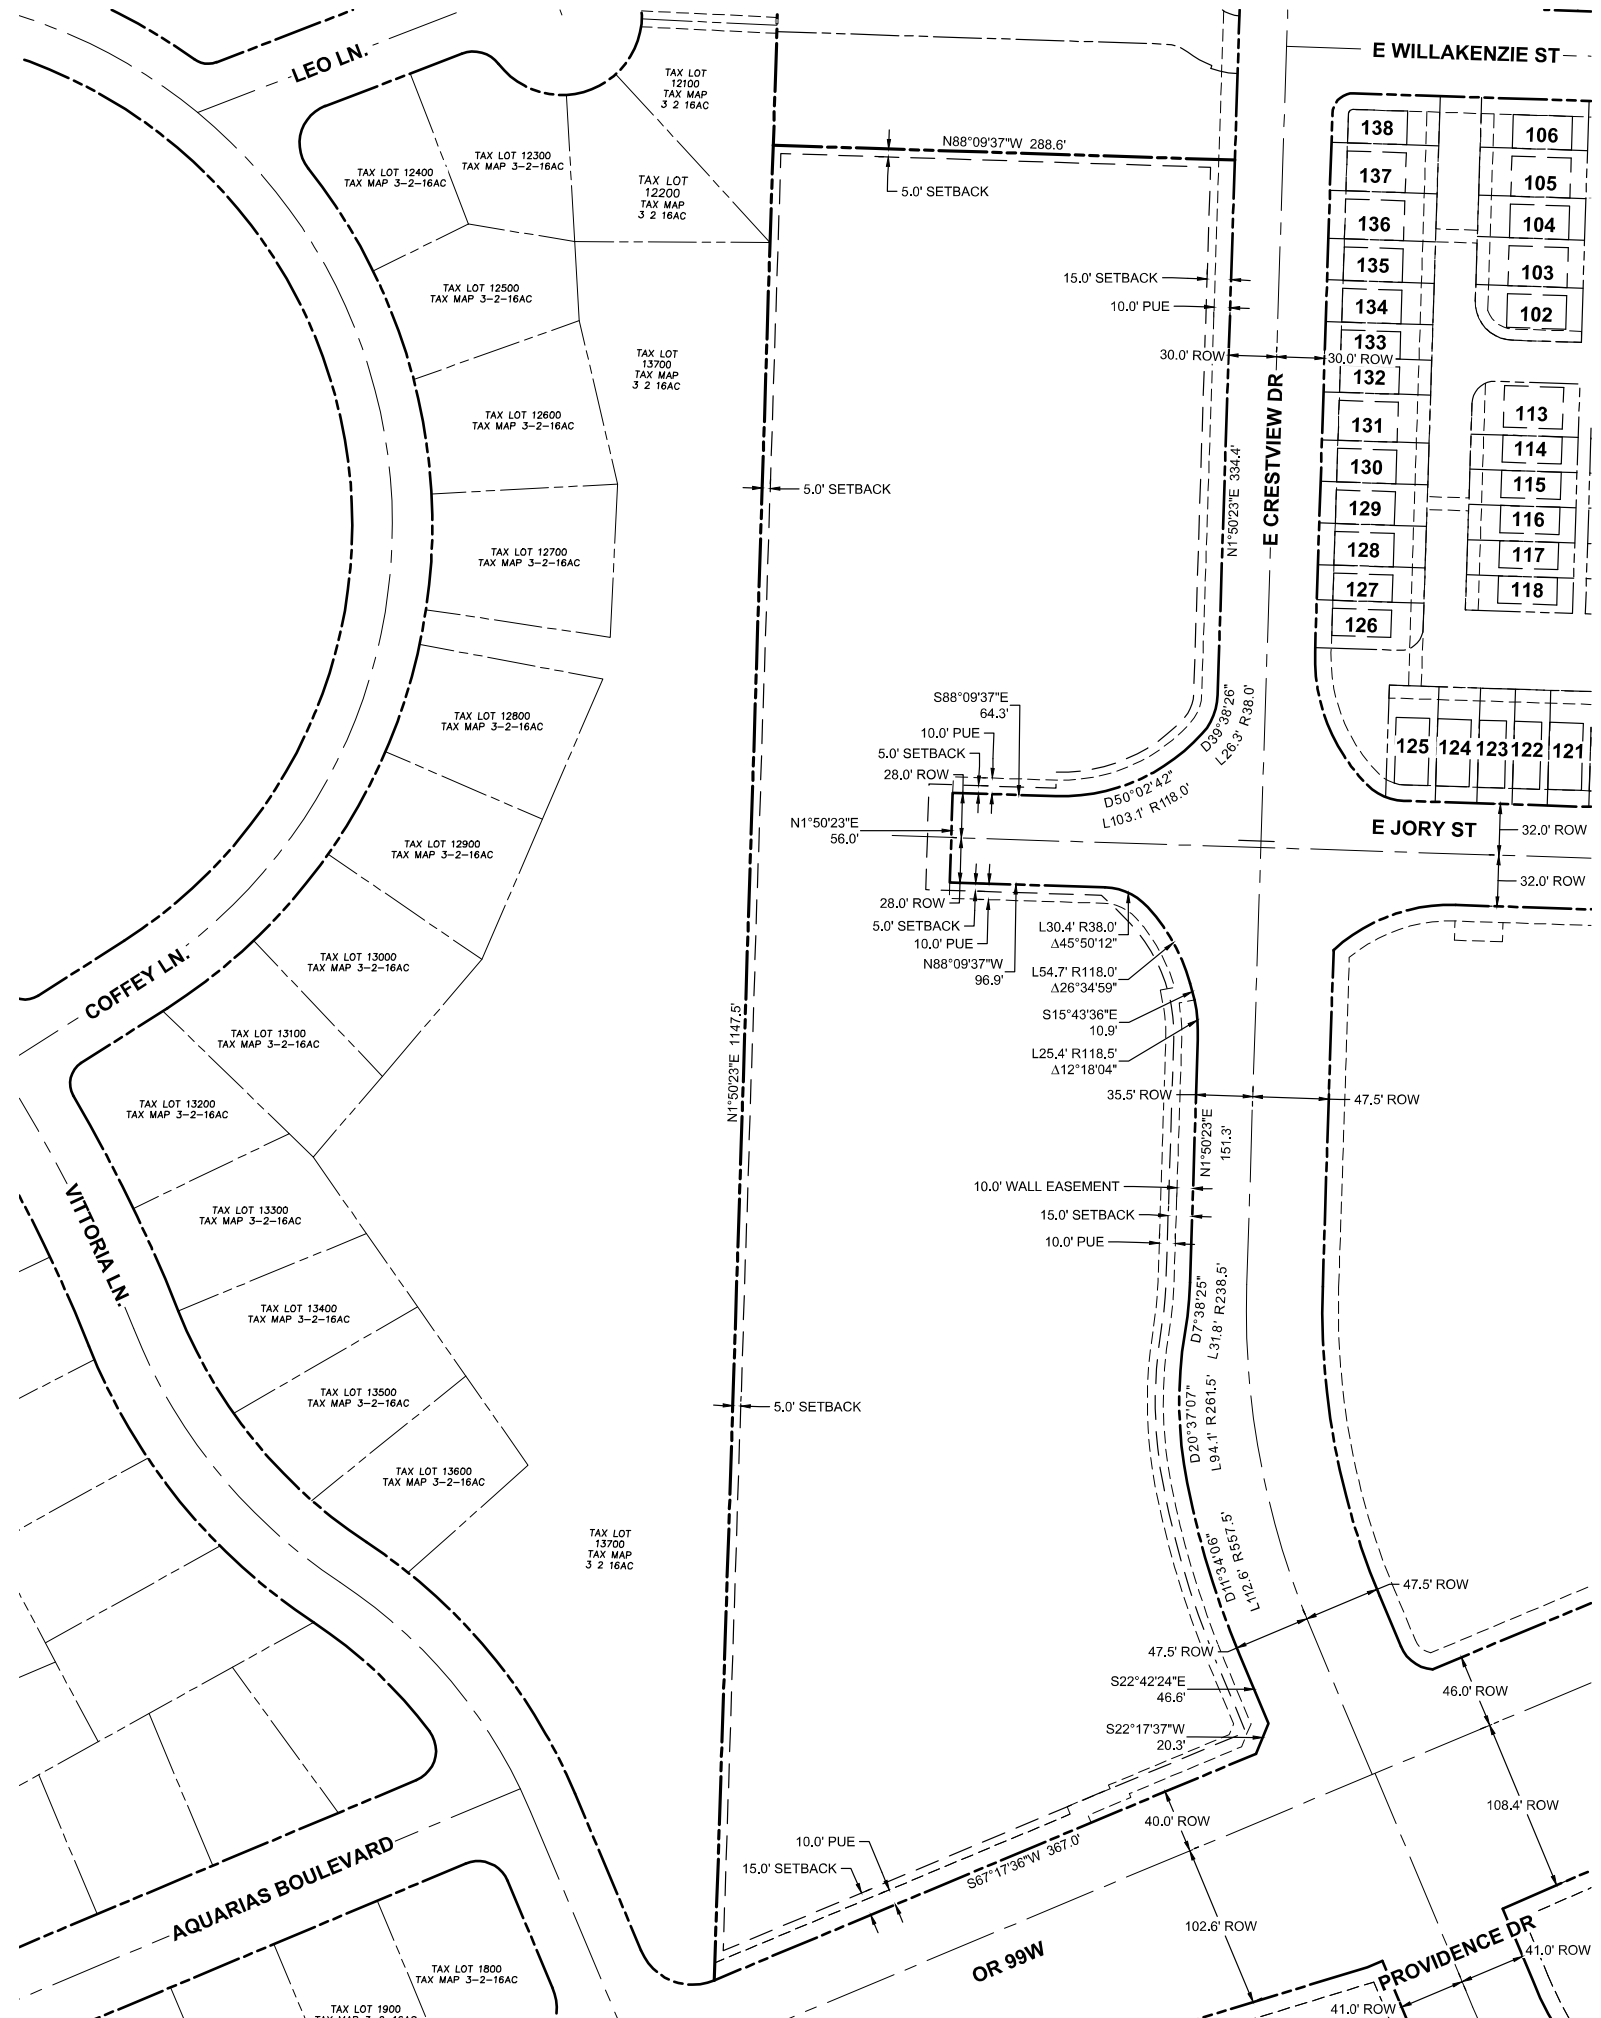 LEO LN.
E WILLAKENZIE ST
TAX LOT
12100
TAX MAP
3 2 16AC
TAX LOT 12300
TAX MAP 3-2-16AC
TAX LOT 12400
TAX MAP 3-2-16AC
TAX LOT
12200
TAX MAP
3 2 16AC
N88°09'37"W 288.6'
5.0' SETBACK
138
137
136
135
134
133
132
131
130
129
128
127
126
106
105
104
103
102
113
114
115
116
117
118
125
124
123
122
121
TAX LOT 12500
TAX MAP 3-2-16AC
15.0' SETBACK
10.0' PUE
30.0' ROW
30.0' ROW
TAX LOT
13700
TAX MAP
3 2 16AC
E CRESTVIEW DR
N1°50'23"E 334.4'
TAX LOT 12600
TAX MAP 3-2-16AC
5.0' SETBACK
TAX LOT 12700
TAX MAP 3-2-16AC
TAX LOT 12800
TAX MAP 3-2-16AC
S88°09'37"E
64.3'
10.0' PUE
5.0' SETBACK
28.0' ROW
D39°38'26"
L26.3' R38.0'
D50°02'42"
L103.1' R118.0'
N1°50'23"E
56.0'
E JORY ST
32.0' ROW
32.0' ROW
TAX LOT 12900
TAX MAP 3-2-16AC
28.0' ROW
5.0' SETBACK
10.0' PUE
N88°09'37"W
96.9'
L30.4' R38.0'
Δ45°50'12"
L54.7' R118.0'
Δ26°34'59"
S15°43'36"E
10.9'
L25.4' R118.5'
Δ12°18'04"
TAX LOT 13000
TAX MAP 3-2-16AC
COFFEY LN.
TAX LOT 13100
TAX MAP 3-2-16AC
N1°50'23"E 1147.5'
35.5' ROW
47.5' ROW
TAX LOT 13200
TAX MAP 3-2-16AC
N1°50'23"E
151.3'
10.0' WALL EASEMENT
15.0' SETBACK
10.0' PUE
VITTORIA LN.
TAX LOT 13300
TAX MAP 3-2-16AC
TAX LOT 13400
TAX MAP 3-2-16AC
D7°38'25"
L31.8' R238.5'
TAX LOT 13500
TAX MAP 3-2-16AC
5.0' SETBACK
D20°37'07"
L94.1' R261.5'
TAX LOT 13600
TAX MAP 3-2-16AC
TAX LOT
13700
TAX MAP
3 2 16AC
D11°34'06"
L112.6' R557.5'
47.5' ROW
47.5' ROW
S22°42'24"E
46.6'
46.0' ROW
S22°17'37"W
20.3'
108.4' ROW
40.0' ROW
10.0' PUE
15.0' SETBACK
S67°17'36"W 367.0'
AQUARIAS BOULEVARD
102.6' ROW
OR 99W
PROVIDENCE DR
41.0' ROW
41.0' ROW
TAX LOT 1800
TAX MAP 3-2-16AC
TAX LOT 1900
TAX MAP 3-2-16AC